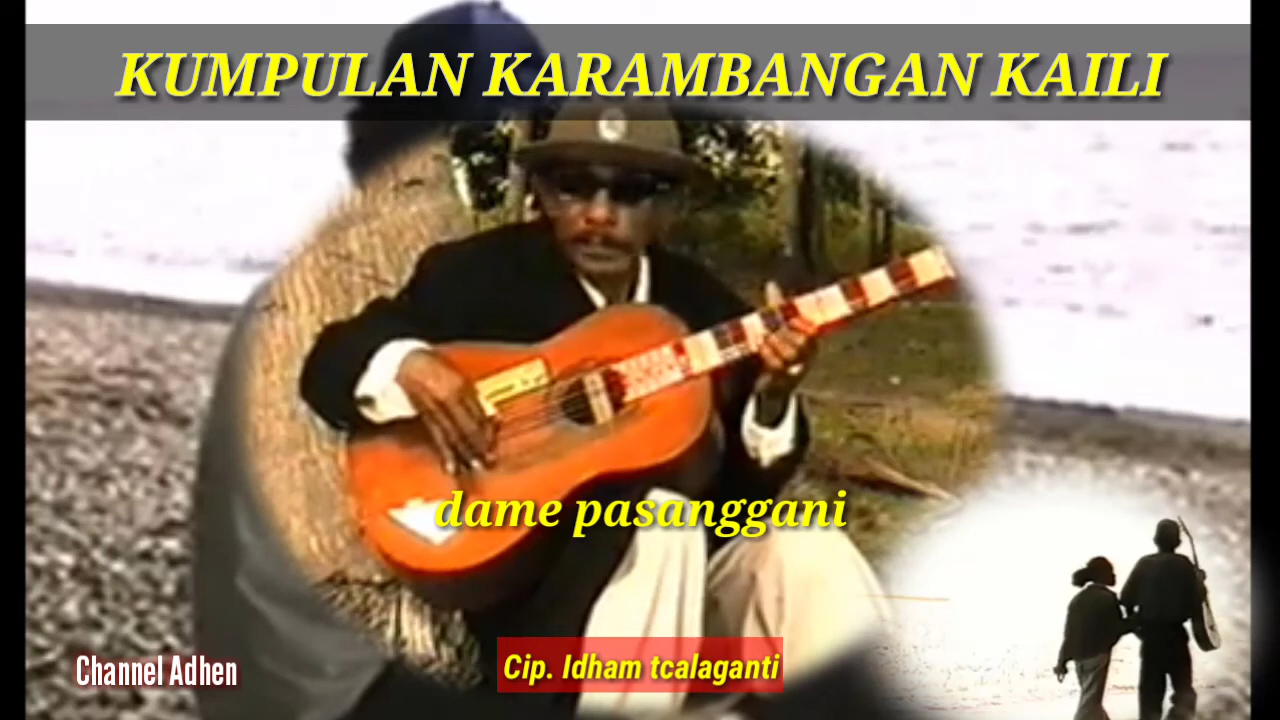 KUMPULAN KARAMBANGAN KAILI
dame pasanggani
Cip. Idham tcalaganti
Channel Adhen